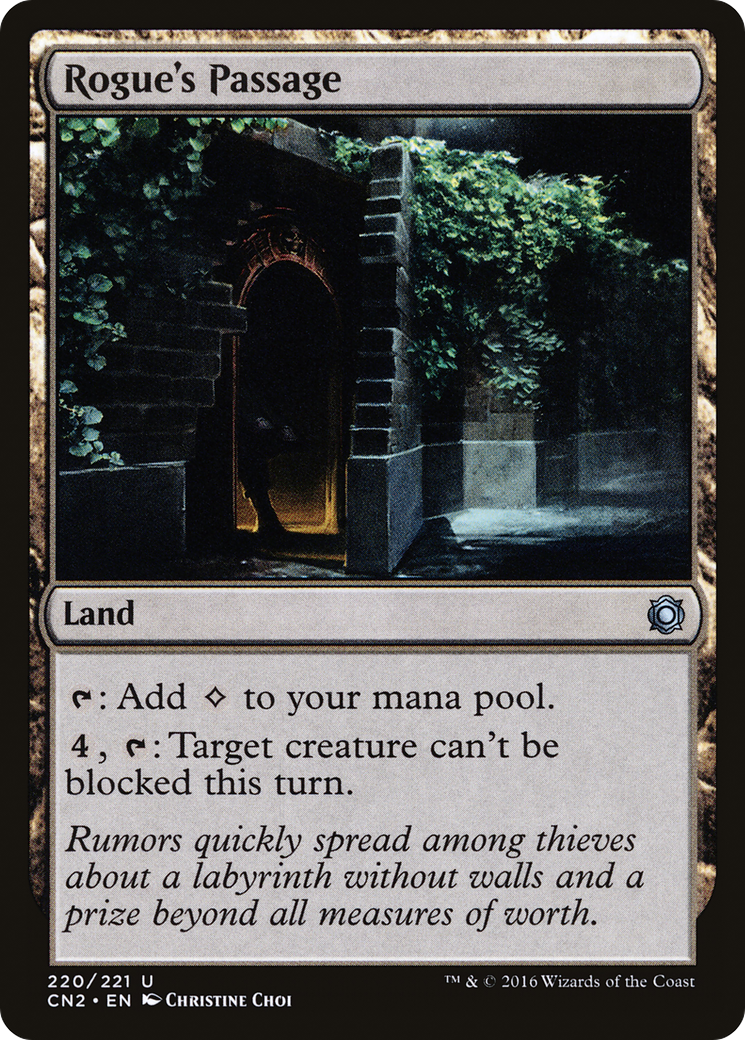 Rogue's Passage
Land
: Add to your mana pool.
4 , : Target creature can't be
blocked this turn.
Rumors quickly spread among thieves
about a labyrinth without walls and a
prize beyond all measures of worth.
220/221 U
™ & © 2016 Wizards of the Coast
CN2 • EN Christine Choi